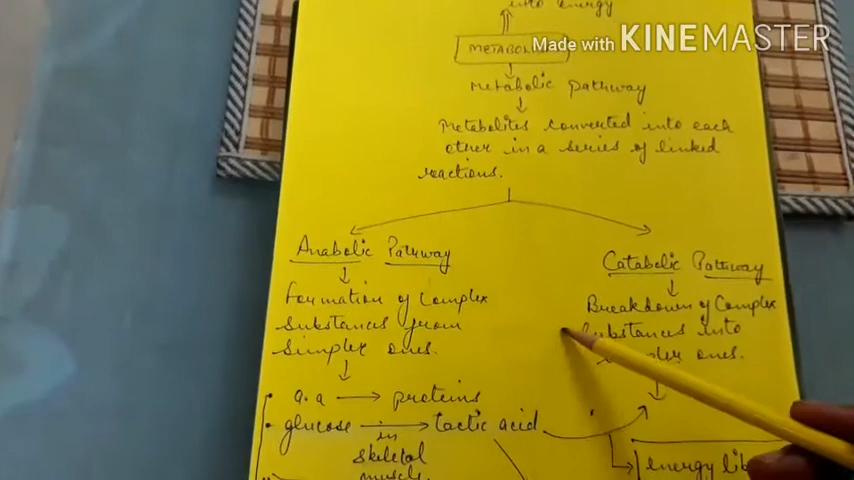 into energy
Made with KINEMASTER
METABOL
Metabolic pathway
Metabolites converted into each
other in a series of linked
reactions.
Anabolic Pathway
Formation of Complex
Substances from
Simpler ones.
a.a → proteins
glucose → lactic acid
in
skeletal
muscle
Catabolic Pathway
Breakdown of Complex
Substances into
ones.
energy lib